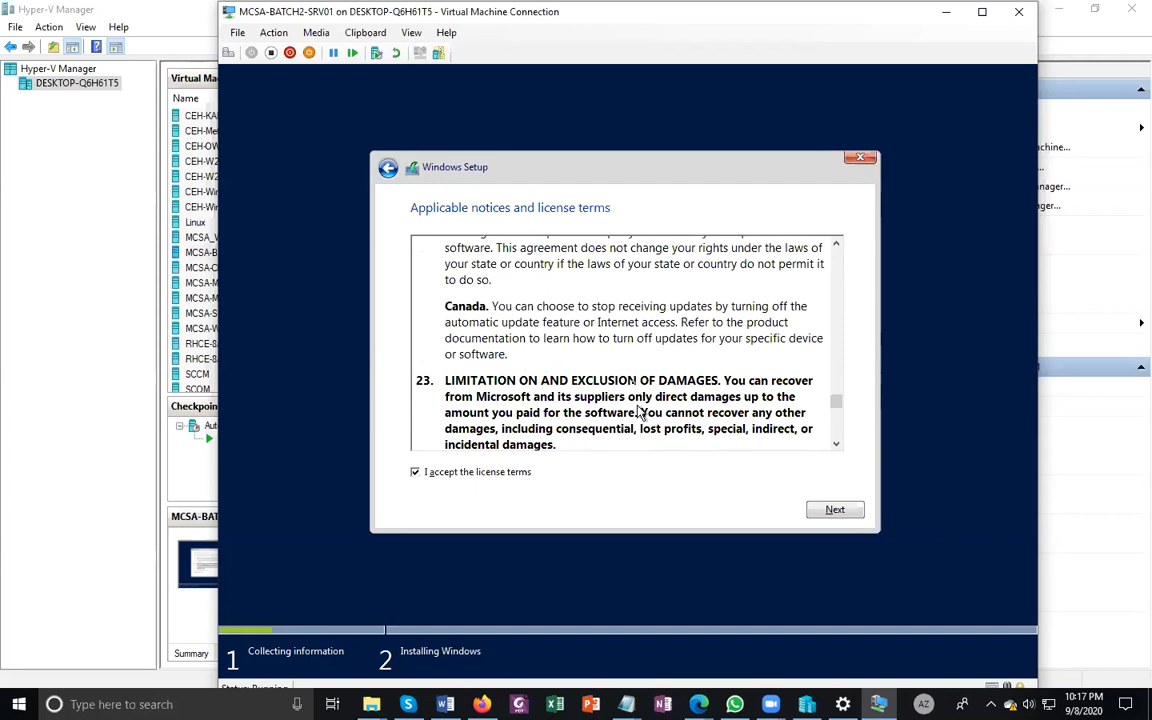 Hyper-V Manager
File Action View Help
Hyper-V Manager
DESKTOP-Q6H61T5
Virtual Ma
Name
CEH-KA
CEH-Me
CEH-OW
CEH-W2
CEH-W2
CEH-Wi
CEH-Wi
Linux
MCSA_V
MCSA-B
MCSA-C
MCSA-M
MCSA-M
MCSA-S
MCSA-W
RHCE-8
RHCE-8
SCCM
SCOM
Checkpoin
Auto
MCSA-BAT
Summary
MCSA-BATCH2-SRV01 on DESKTOP-Q6H61T5 - Virtual Machine Connection
File Action Media Clipboard View Help
Windows Setup
Applicable notices and license terms
software. This agreement does not change your rights under the laws of
your state or country if the laws of your state or country do not permit it
to do so.
Canada. You can choose to stop receiving updates by turning off the
automatic update feature or Internet access. Refer to the product
documentation to learn how to turn off updates for your specific device
or software.
23. LIMITATION ON AND EXCLUSION OF DAMAGES. You can recover
from Microsoft and its suppliers only direct damages up to the
amount you paid for the software. You cannot recover any other
damages, including consequential, lost profits, special, indirect, or
incidental damages.
I accept the license terms
Next
1 Collecting information
2 Installing Windows
Status: Running
achine...
...
nager...
ger...
Type here to search
AZ
10:17 PM
9/8/2020